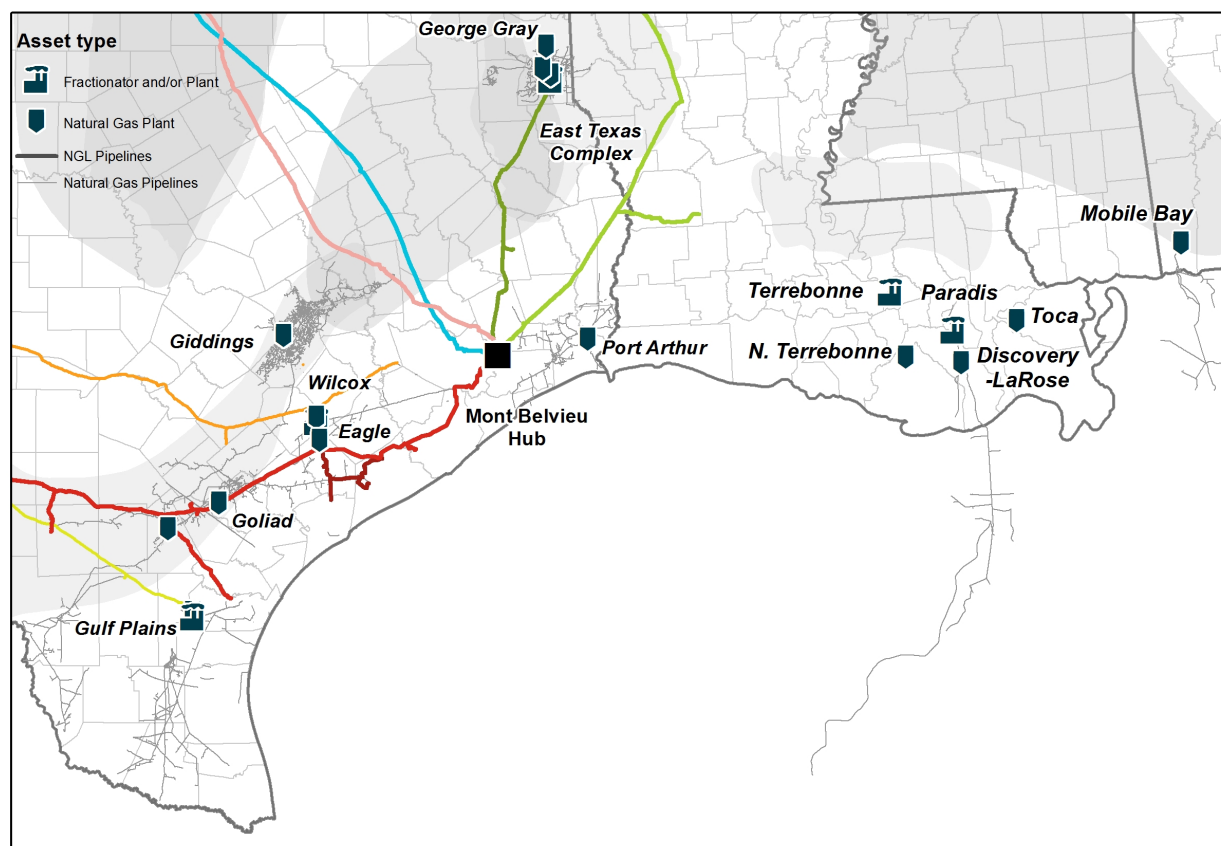 George Gray
Asset type
Fractionator and/or Plant
Natural Gas Plant
NGL Pipelines
Natural Gas Pipelines
East Texas
Complex
Mobile Bay
Terrebonne
Paradis
Toca
Giddings
Port Arthur
N. Terrebonne
Discovery
-LaRose
Wilcox
Mont Belvieu
Hub
Eagle
Goliad
Gulf Plains